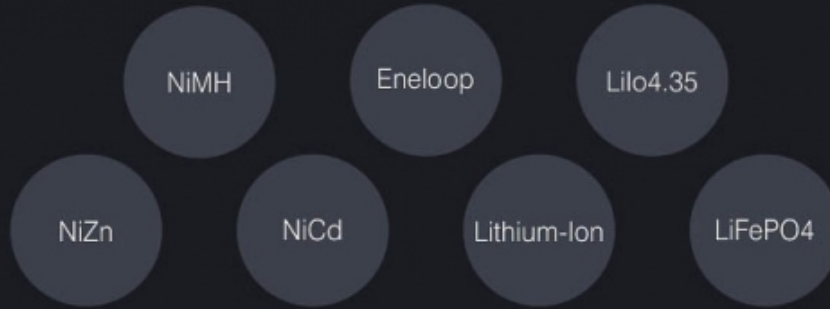 NiMH
Eneloop
LiIo4.35
NiZn
NiCd
Lithium-Ion
LiFePO4